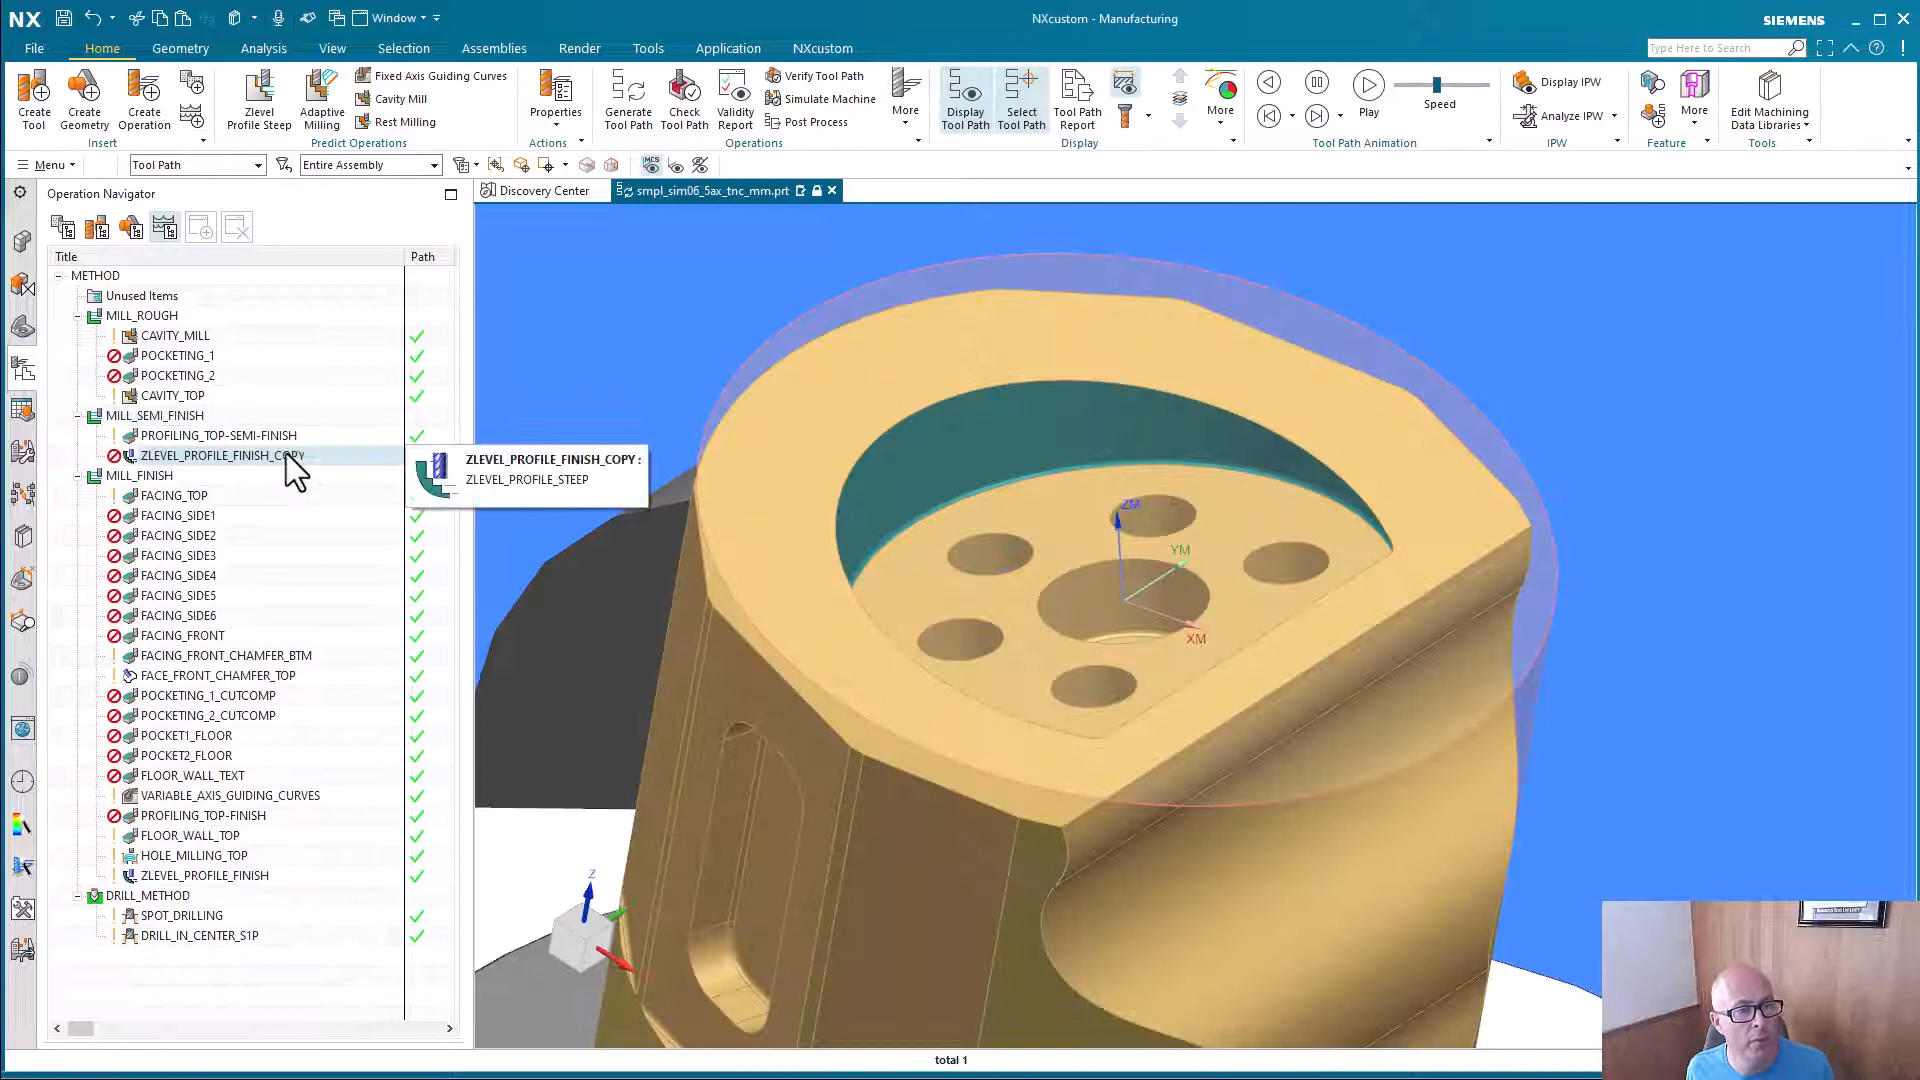 NX
Window
NXcustom - Manufacturing
SIEMENS
File
Home
Geometry
Analysis
View
Selection
Assemblies
Render
Tools
Application
NXcustom
Type Here to Search
Create Tool
Create Geometry
Create Operation
Insert
Zlevel Profile Steep
Adaptive Milling
Fixed Axis Guiding Curves
Cavity Mill
Rest Milling
Predict Operations
Properties
Actions
Generate Tool Path
Check Tool Path
Validity Report
Verify Tool Path
Simulate Machine
Post Process
More
Operations
Display Tool Path
Select Tool Path
Tool Path Report
More
Display
Play
Speed
Tool Path Animation
Display IPW
Analyze IPW
IPW
More
Feature
Edit Machining Data Libraries
Tools
Menu
Tool Path
Entire Assembly
MCS
Operation Navigator
Discovery Center
smpl_sim06_5ax_tnc_mm.prt
Title
Path
METHOD
Unused Items
MILL_ROUGH
CAVITY_MILL
POCKETING_1
POCKETING_2
CAVITY_TOP
MILL_SEMI_FINISH
PROFILING_TOP-SEMI-FINISH
ZLEVEL_PROFILE_FINISH_COPY
MILL_FINISH
FACING_TOP
FACING_SIDE1
FACING_SIDE2
FACING_SIDE3
FACING_SIDE4
FACING_SIDE5
FACING_SIDE6
FACING_FRONT
FACING_FRONT_CHAMFER_BTM
FACE_FRONT_CHAMFER_TOP
POCKETING_1_CUTCOMP
POCKETING_2_CUTCOMP
POCKET1_FLOOR
POCKET2_FLOOR
FLOOR_WALL_TEXT
VARIABLE_AXIS_GUIDING_CURVES
PROFILING_TOP-FINISH
FLOOR_WALL_TOP
HOLE_MILLING_TOP
ZLEVEL_PROFILE_FINISH
DRILL_METHOD
SPOT_DRILLING
DRILL_IN_CENTER_S1P
ZLEVEL_PROFILE_FINISH_COPY :
ZLEVEL_PROFILE_STEEP
ZM
YM
XM
Z
total 1